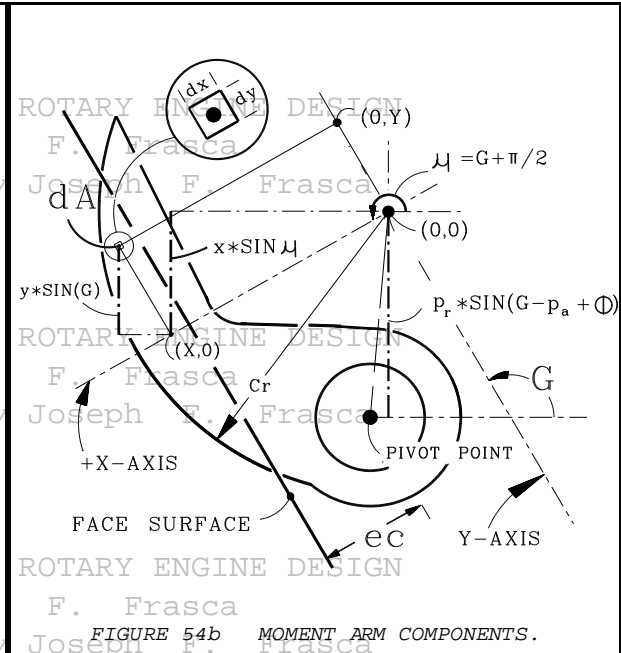 dx
dy
ROTARY ENGINE DESIGN
(0,Y)
F. Frasca
μ =G+π/2
y Joseph F. Frasca
dA
(0,0)
x*SIN μ
y*SIN(G)
p_r *SIN(G-p_a +Φ)
ROTARY ENGINE DESIGN
(X,0)
F. Frasca
G
Cr
y Joseph F. Frasca
PIVOT POINT
+X-AXIS
FACE SURFACE
ec
Y-AXIS
ROTARY ENGINE DESIGN
F. Frasca
FIGURE 54b MOMENT ARM COMPONENTS.
y Joseph F. Frasca